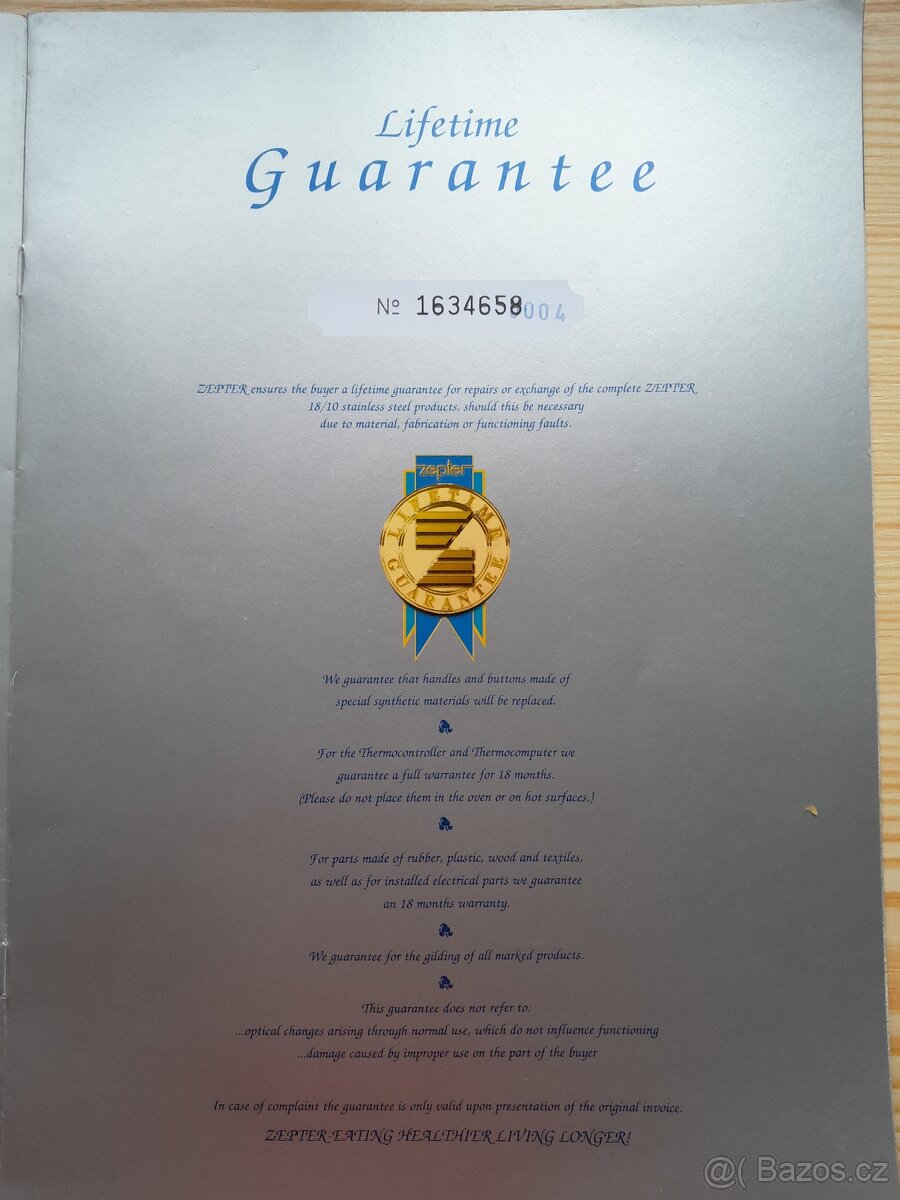 Lifetime
Guarantee
Nº 1634658 0004
ZEPTER ensures the buyer a lifetime guarantee for repairs or exchange of the complete ZEPTER
18/10 stainless steel products, should this be necessary
due to material, fabrication or functioning faults.
zepter
LIFETIME
GUARANTEE
We guarantee that handles and buttons made of
special synthetic materials will be replaced.
For the Thermocontroller and Thermocomputer we
guarantee a full warrantee for 18 months.
(Please do not place them in the oven or on hot surfaces.)
For parts made of rubber, plastic, wood and textiles,
as well as for installed electrical parts we guarantee
an 18 months warranty.
We guarantee for the gilding of all marked products.
This guarantee does not refer to:
...optical changes arising through normal use, which do not influence functioning
...damage caused by improper use on the part of the buyer
In case of complaint the guarantee is only valid upon presentation of the original invoice.
ZEPTER-EATING HEALTHIER LIVING LONGER!
@( Bazos.cz